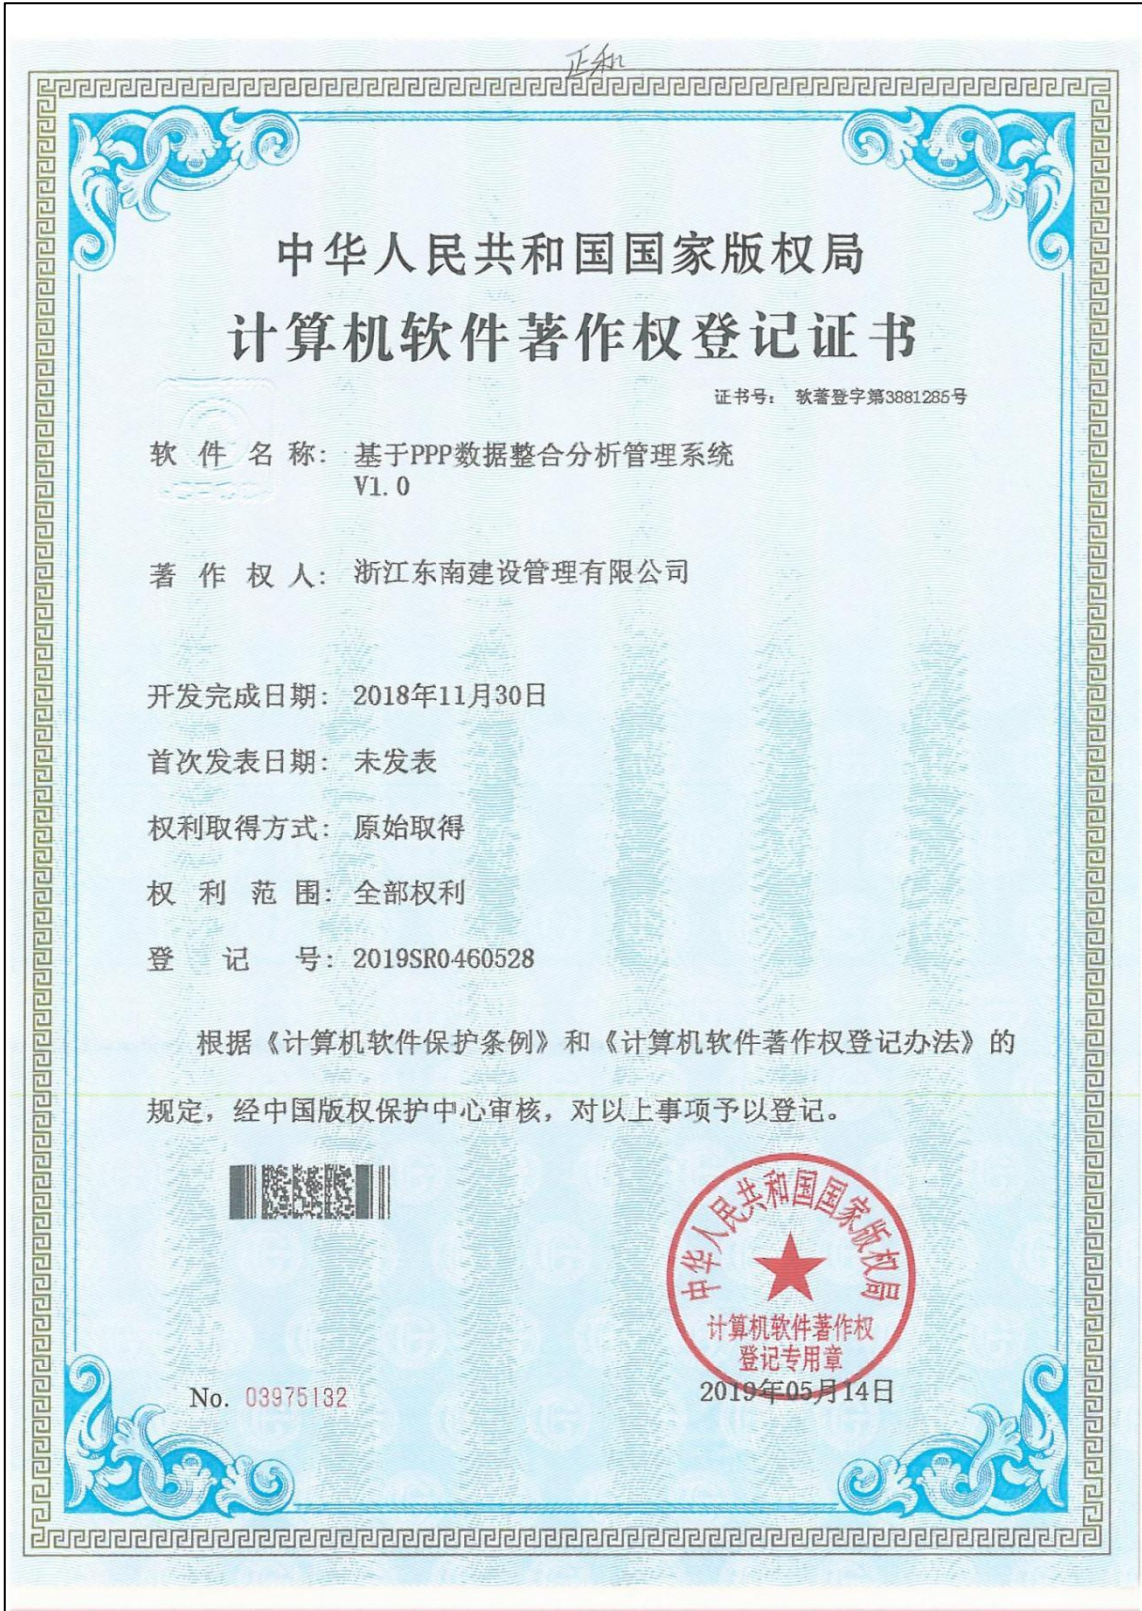 正和
中华人民共和国国家版权局
计算机软件著作权登记证书
证书号： 软著登字第3881285号
软件名称： 基于PPP数据整合分析管理系统
V1.0
著作权人： 浙江东南建设管理有限公司
开发完成日期： 2018年11月30日
首次发表日期： 未发表
权利取得方式： 原始取得
权利范围： 全部权利
登记号： 2019SR0460528
根据《计算机软件保护条例》和《计算机软件著作权登记办法》的
规定，经中国版权保护中心审核，对以上事项予以登记。
中华人民共和国国家版权局
计算机软件著作权
登记专用章
No. 03975132
2019年05月14日